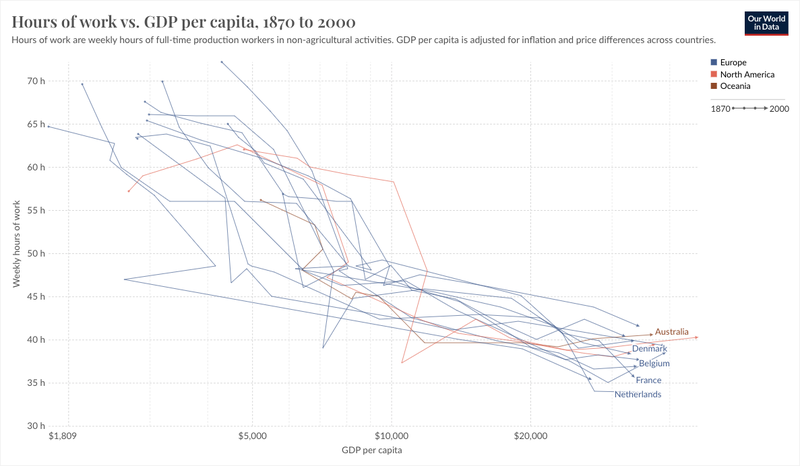 Hours of work vs. GDP per capita, 1870 to 2000
Hours of work are weekly hours of full-time production workers in non-agricultural activities. GDP per capita is adjusted for inflation and price differences across countries.
Our World
in Data
Europe
North America
Oceania
1870 2000
70 h
65 h
60 h
55 h
50 h
45 h
40 h
35 h
30 h
Weekly hours of work
Australia
Denmark
Belgium
France
Netherlands
$1,809 $5,000 $10,000 $20,000
GDP per capita